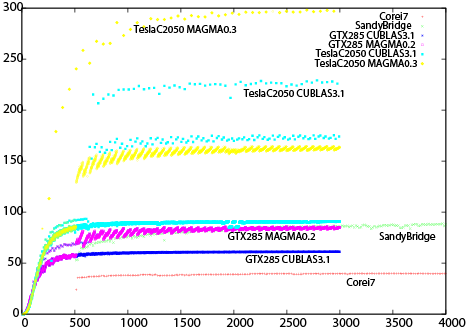 300
250
200
150
100
50
0
0 500 1000 1500 2000 2500 3000 3500 4000
Corei7
SandyBridge
GTX285 CUBLAS3.1
GTX285 MAGMA0.2
TeslaC2050 CUBLAS3.1
TeslaC2050 MAGMA0.3
TeslaC2050 MAGMA0.3
TeslaC2050 CUBLAS3.1
GTX285 MAGMA0.2
SandyBridge
GTX285 CUBLAS3.1
Corei7